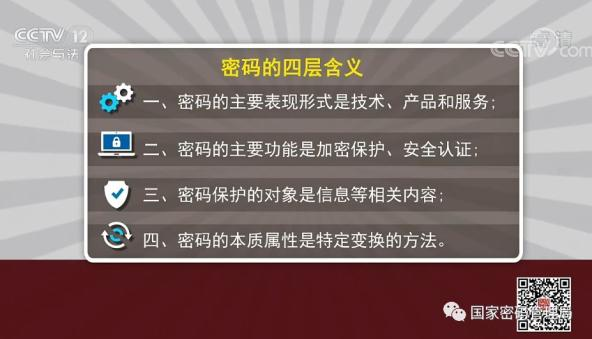 CCTV 12
社会与法
高清
CCTV.com
密码的四层含义
一、密码的主要表现形式是技术、产品和服务；
二、密码的主要功能是加密保护、安全认证；
三、密码保护的对象是信息等相关内容；
四、密码的本质属性是特定变换的方法。
国家密码管理局